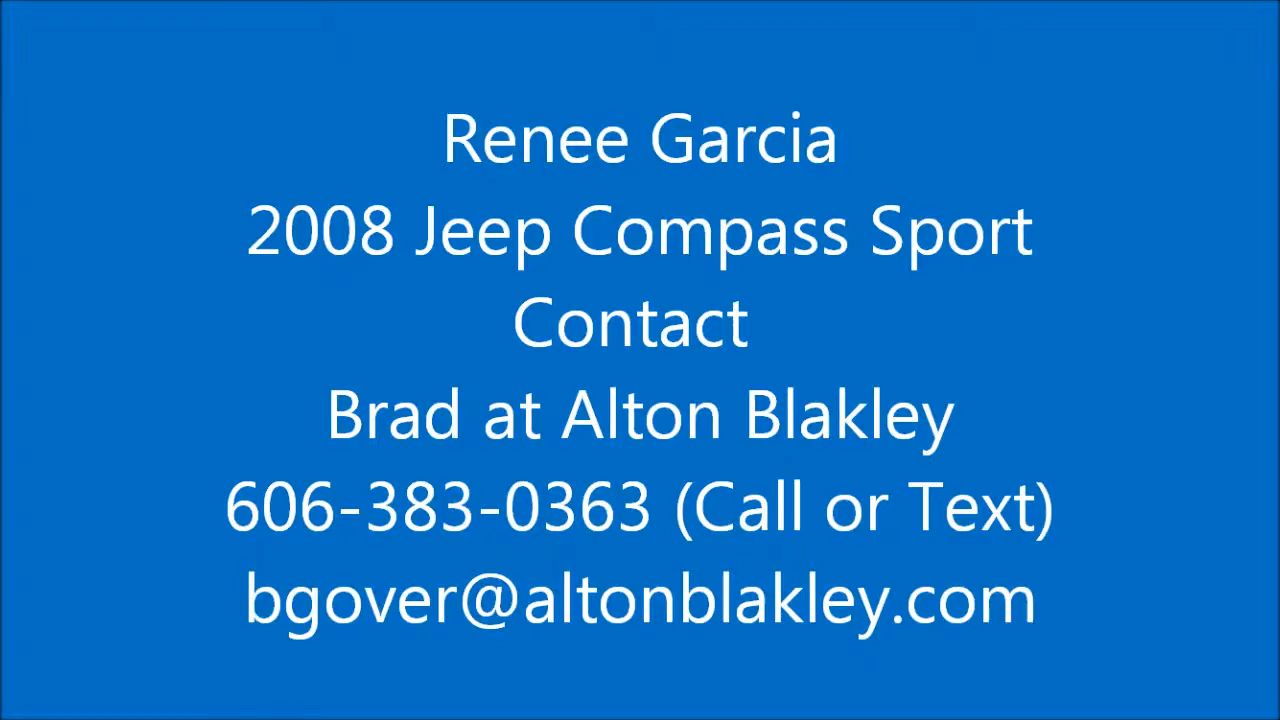 Renee Garcia
2008 Jeep Compass Sport
Contact
Brad at Alton Blakley
606-383-0363 (Call or Text)
bgover@altonblakley.com